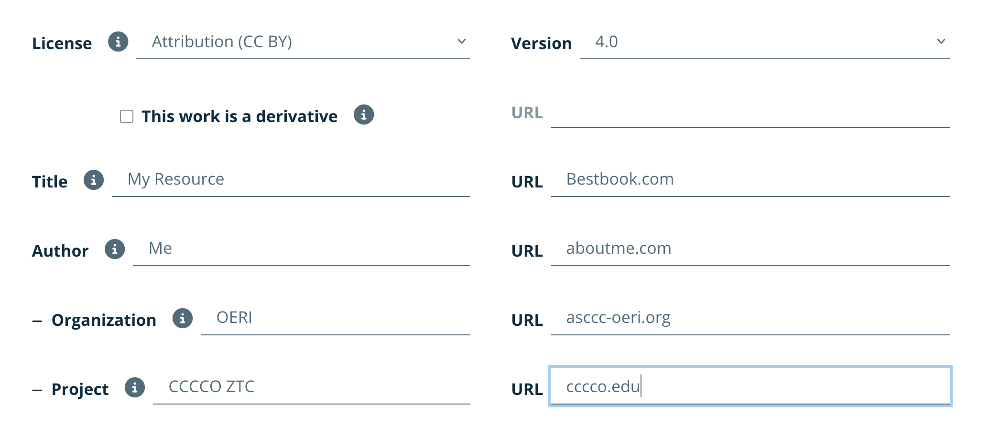 License Attribution (CC BY) Version 4.0
This work is a derivative URL
Title My Resource URL Bestbook.com
Author Me URL aboutme.com
– Organization OERI URL asccc-oeri.org
– Project CCCCO ZTC URL cccco.edu